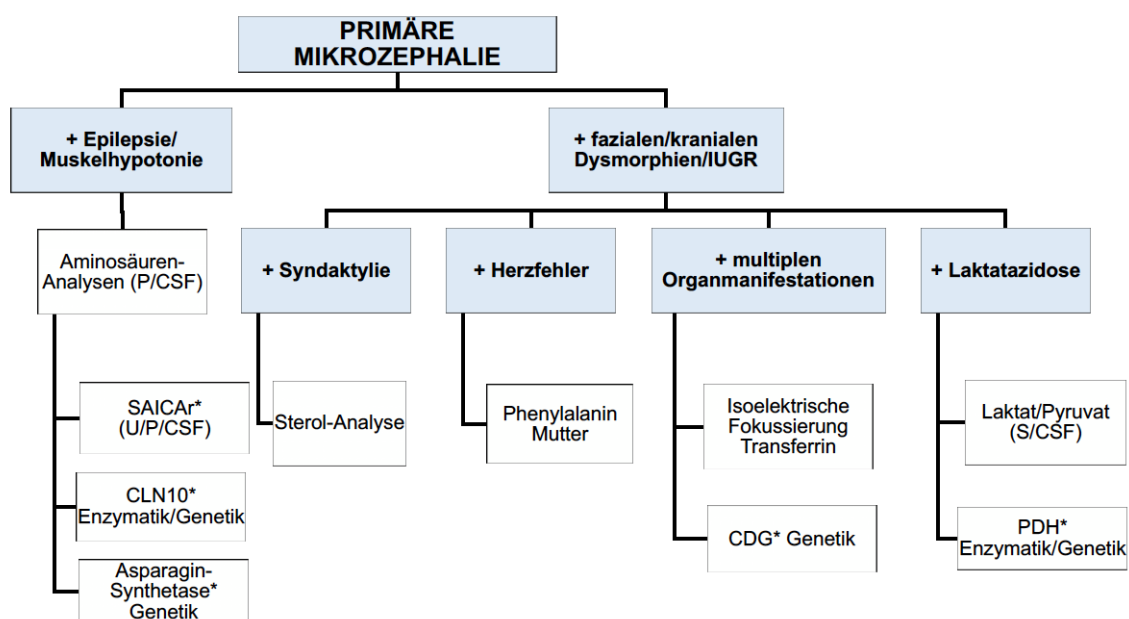 PRIMÄRE
MIKROZEPHALIE
+ Epilepsie/
Muskelhypotonie
+ fazialen/kranialen
Dysmorphien/IUGR
Aminosäuren-
Analysen (P/CSF)
+ Syndaktylie
+ Herzfehler
+ multiplen
Organmanifestationen
+ Laktatazidose
SAICAr*
(U/P/CSF)
Sterol-Analyse
Phenylalanin
Mutter
Isoelektrische
Fokussierung
Transferrin
Laktat/Pyruvat
(S/CSF)
CLN10*
Enzymatik/Genetik
CDG* Genetik
PDH*
Enzymatik/Genetik
Asparagin-
Synthetase*
Genetik